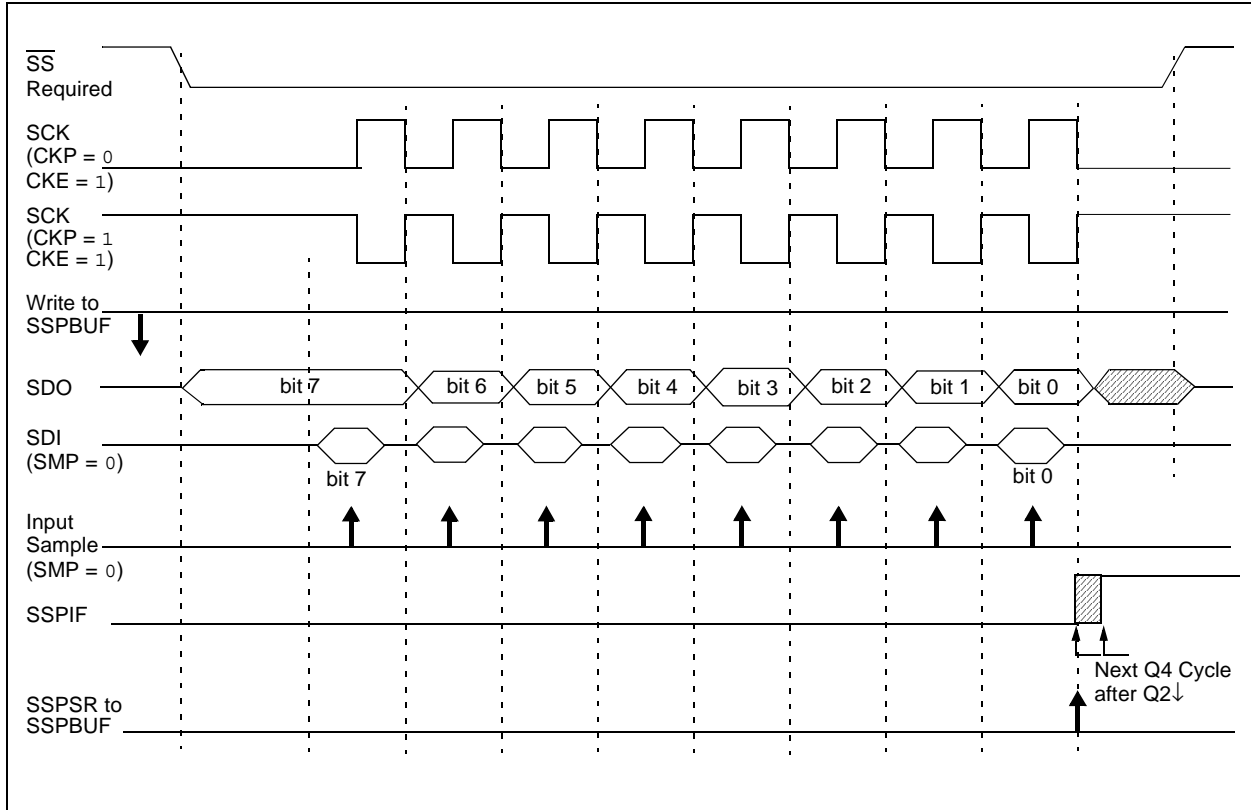 SS
Required
SCK
(CKP = 0
CKE = 1)
SCK
(CKP = 1
CKE = 1)
Write to
SSPBUF
SDO
bit 7 bit 6 bit 5 bit 4 bit 3 bit 2 bit 1 bit 0
SDI
(SMP = 0)
bit 7 bit 0
Input
Sample
(SMP = 0)
SSPIF
Next Q4 Cycle
after Q2↓
SSPSR to
SSPBUF